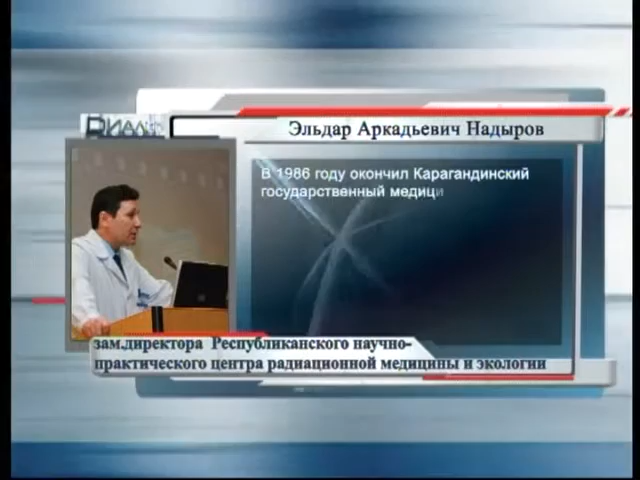 Эльдар Аркадьевич Надыров
В 1986 году окончил Карагандинский
государственный медици
зам.директора Республиканского научно-
практического центра радиационной медицины и экологии